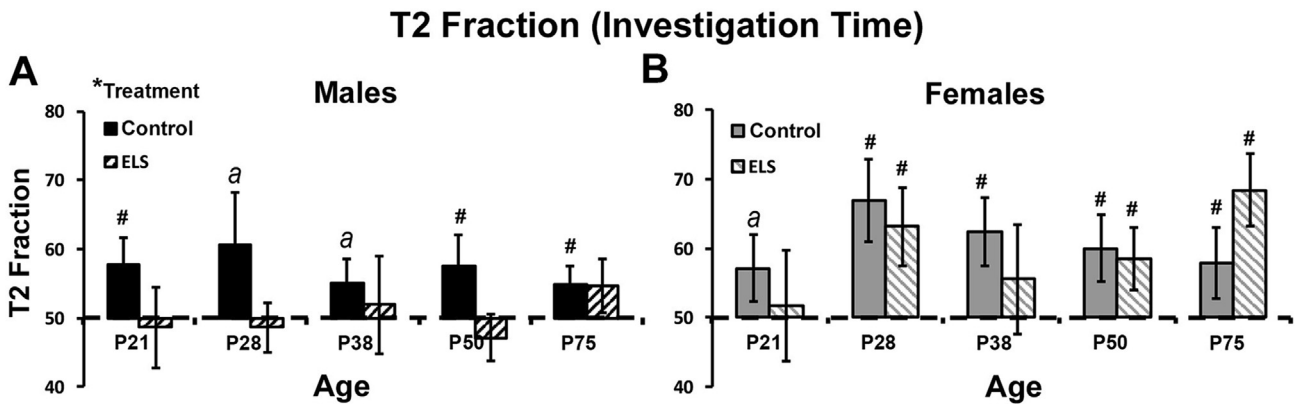 T2 Fraction (Investigation Time)
A
*Treatment
Males
Control
ELS
80
70
60
50
40
T2 Fraction
#
a
a
#
#
P21
P28
P38
P50
P75
Age
B
Females
Control
ELS
80
70
60
50
40
a
#
#
#
#
#
#
#
P21
P28
P38
P50
P75
Age